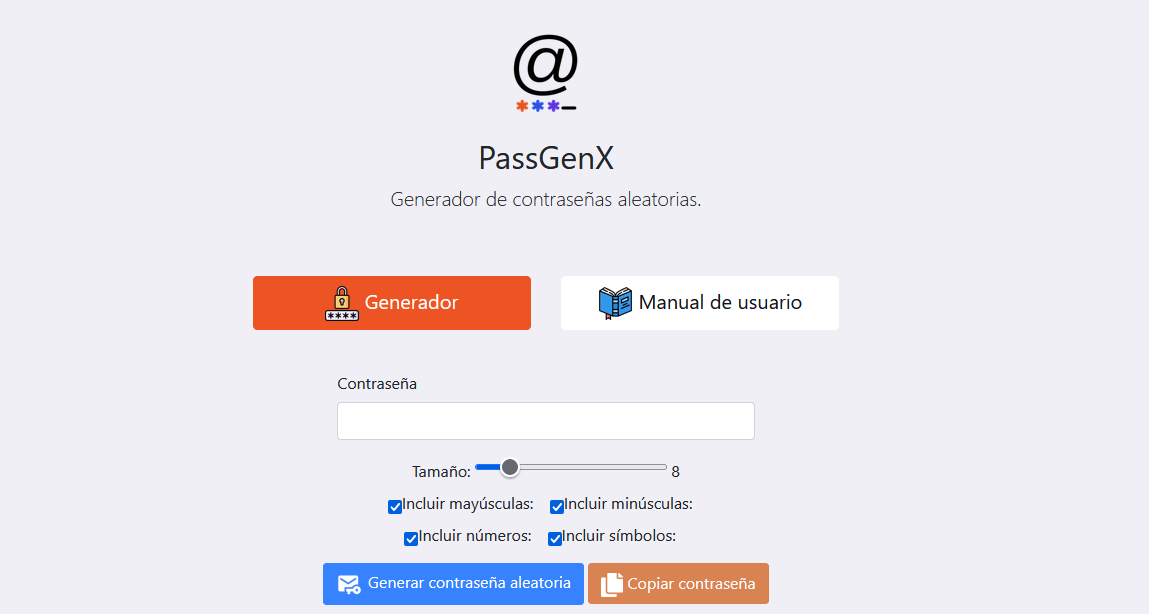 @
***_
PassGenX
Generador de contraseñas aleatorias.
**** Generador
Manual de usuario
Contraseña
Tamaño: 8
Incluir mayúsculas: Incluir minúsculas:
Incluir números: Incluir símbolos:
Generar contraseña aleatoria Copiar contraseña